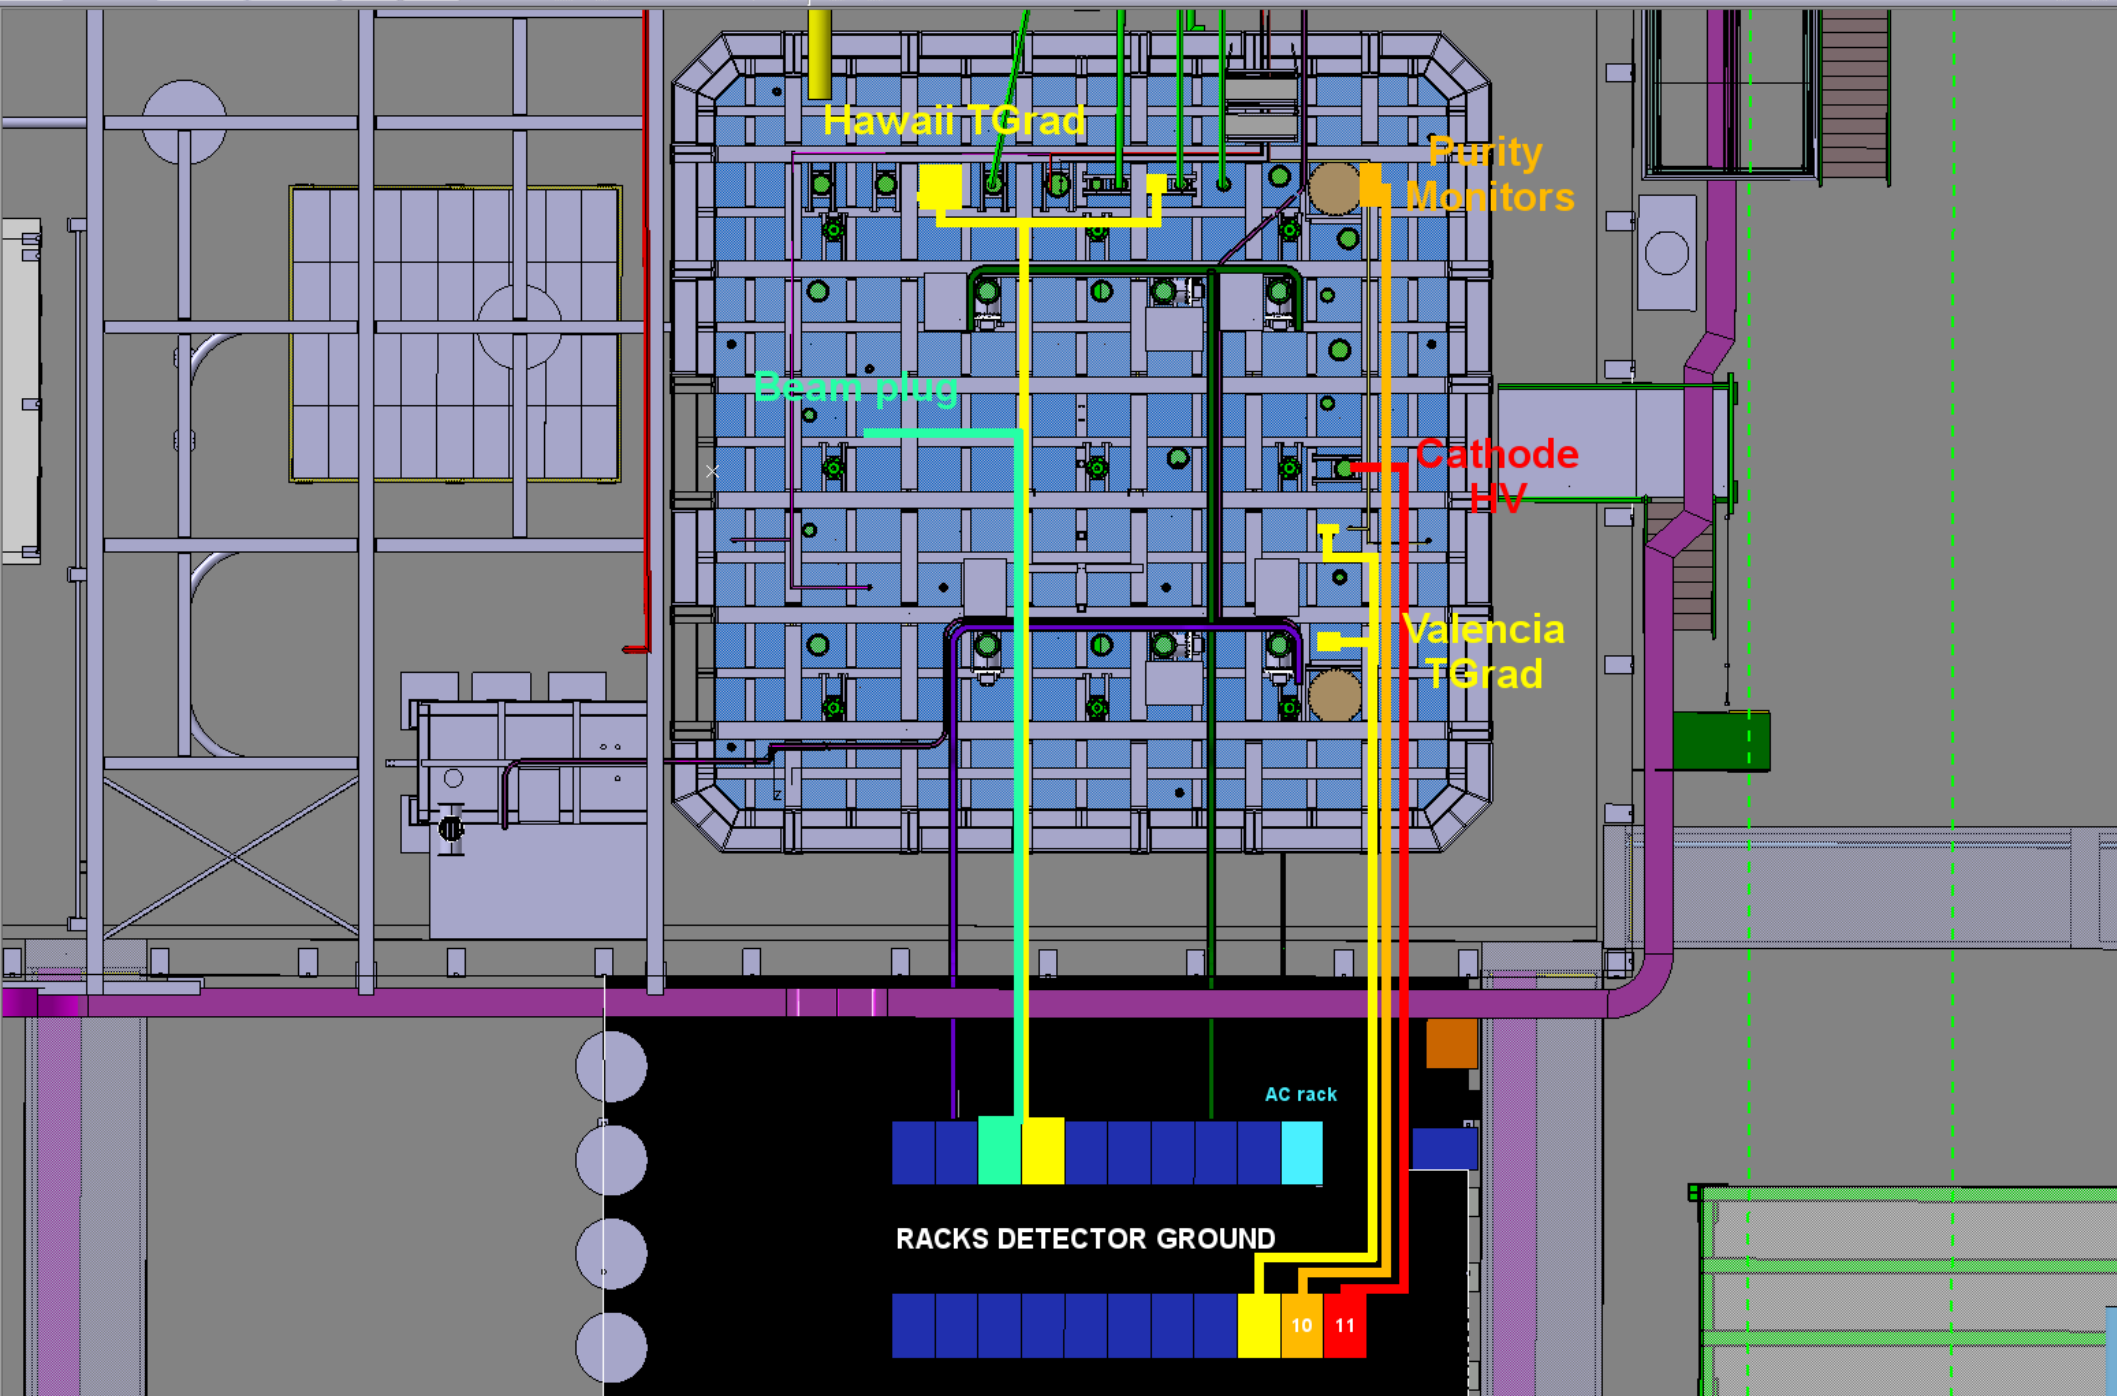 Hawaii TGrad
Purity
Monitors
Beam plug
Cathode
HV
Valencia
TGrad
Z
AC rack
RACKS DETECTOR GROUND
10
11